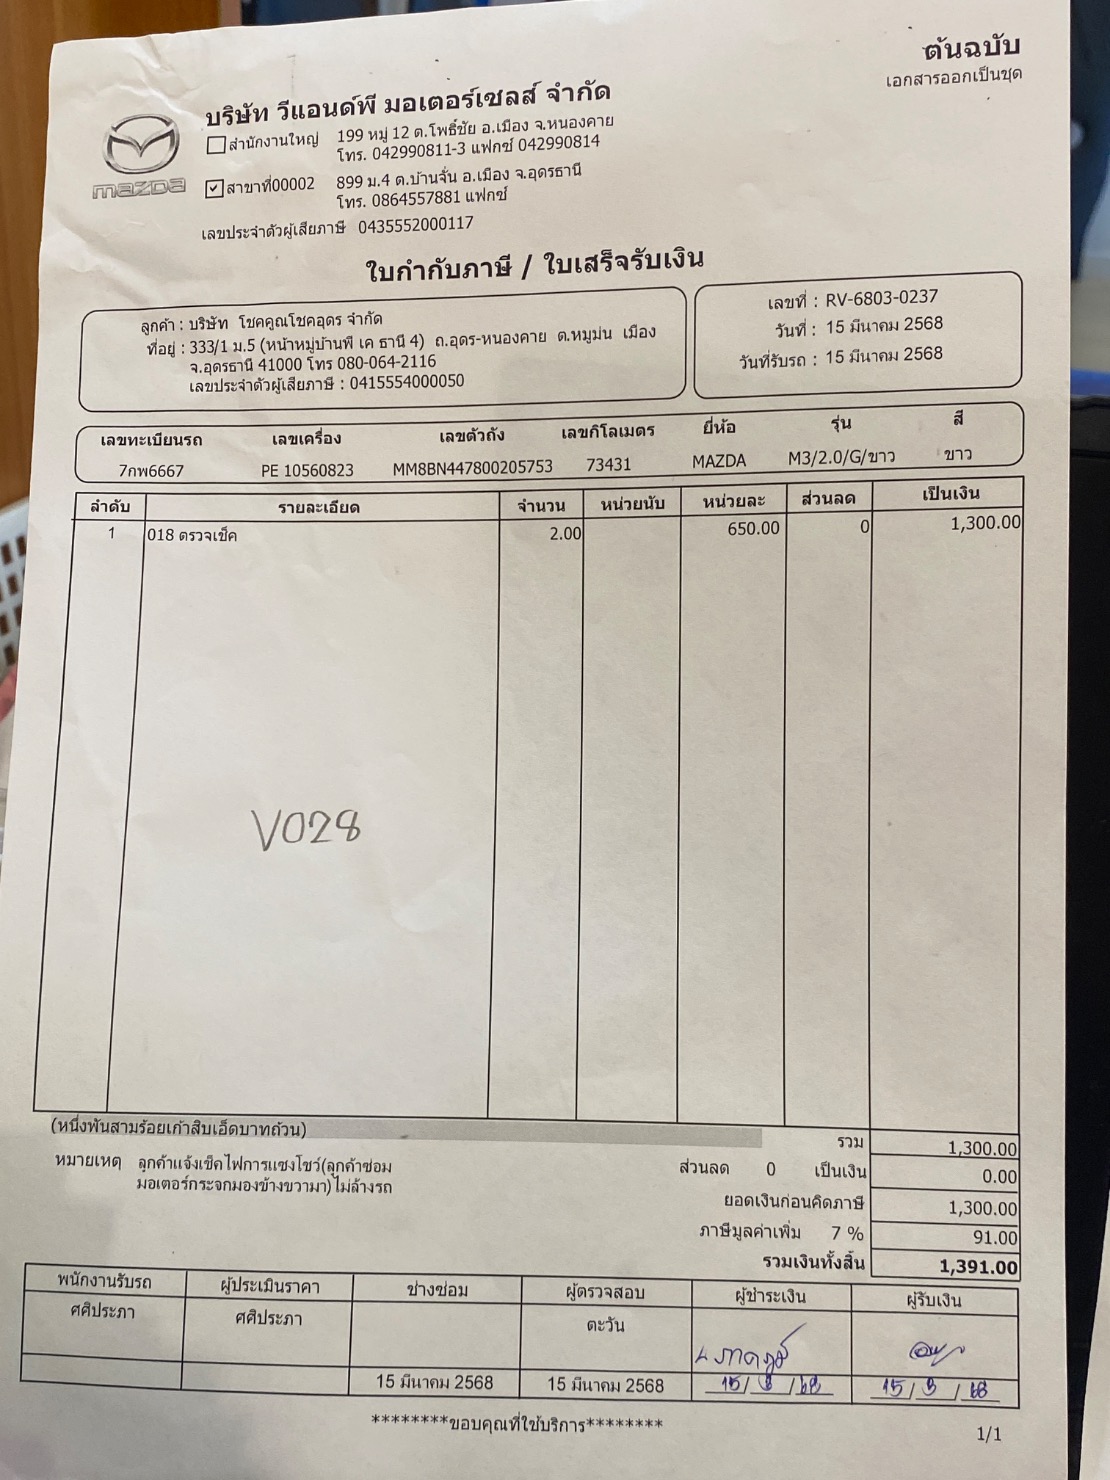 ต้นฉบับ
เอกสารออกเป็นชุด
บริษัท วีแอนด์พี มอเตอร์เซลส์ จำกัด
สำนักงานใหญ่ 199 หมู่ 12 ต.โพธิ์ชัย อ.เมือง จ.หนองคาย
โทร. 042990811-3 แฟกซ์ 042990814
สาขาที่00002 899 ม.4 ต.บ้านจั่น อ.เมือง จ.อุดรธานี
โทร. 0864557881 แฟกซ์
mazda
เลขประจำตัวผู้เสียภาษี 0435552000117
ใบกำกับภาษี / ใบเสร็จรับเงิน
ลูกค้า : บริษัท โชคคูณโชคอุดร จำกัด
ที่อยู่ : 333/1 ม.5 (หน้าหมู่บ้านพี เค ธานี 4) ถ.อุดร-หนองคาย ต.หมูม่น เมือง
จ.อุดรธานี 41000 โทร 080-064-2116
เลขประจำตัวผู้เสียภาษี : 0415554000050
เลขที่ : RV-6803-0237
วันที่ : 15 มีนาคม 2568
วันที่รับรถ : 15 มีนาคม 2568
เลขทะเบียนรถ เลขเครื่อง เลขตัวถัง เลขกิโลเมตร ยี่ห้อ รุ่น สี
7กพ6667 PE 10560823 MM8BN447800205753 73431 MAZDA M3/2.0/G/ขาว ขาว
ลำดับ รายละเอียด จำนวน หน่วยนับ หน่วยละ ส่วนลด เป็นเงิน
1 018 ตรวจเช็ค 2.00 650.00 0 1,300.00
V028
(หนึ่งพันสามร้อยเก้าสิบเอ็ดบาทถ้วน)
รวม 1,300.00
หมายเหตุ ลูกค้าแจ้งเช็คไฟการแซงโชว์(ลูกค้าซ่อม
มอเตอร์กระจกมองข้างขวามา)ไม่ล้างรถ
ส่วนลด 0 เป็นเงิน 0.00
ยอดเงินก่อนคิดภาษี 1,300.00
ภาษีมูลค่าเพิ่ม 7 % 91.00
รวมเงินทั้งสิ้น 1,391.00
พนักงานรับรถ ผู้ประเมินราคา ช่างซ่อม ผู้ตรวจสอบ ผู้ชำระเงิน ผู้รับเงิน
ศศิประภา ศศิประภา ตะวัน
15 มีนาคม 2568 15 มีนาคม 2568 15/3/68 15/3/68
********ขอบคุณที่ใช้บริการ********
1/1